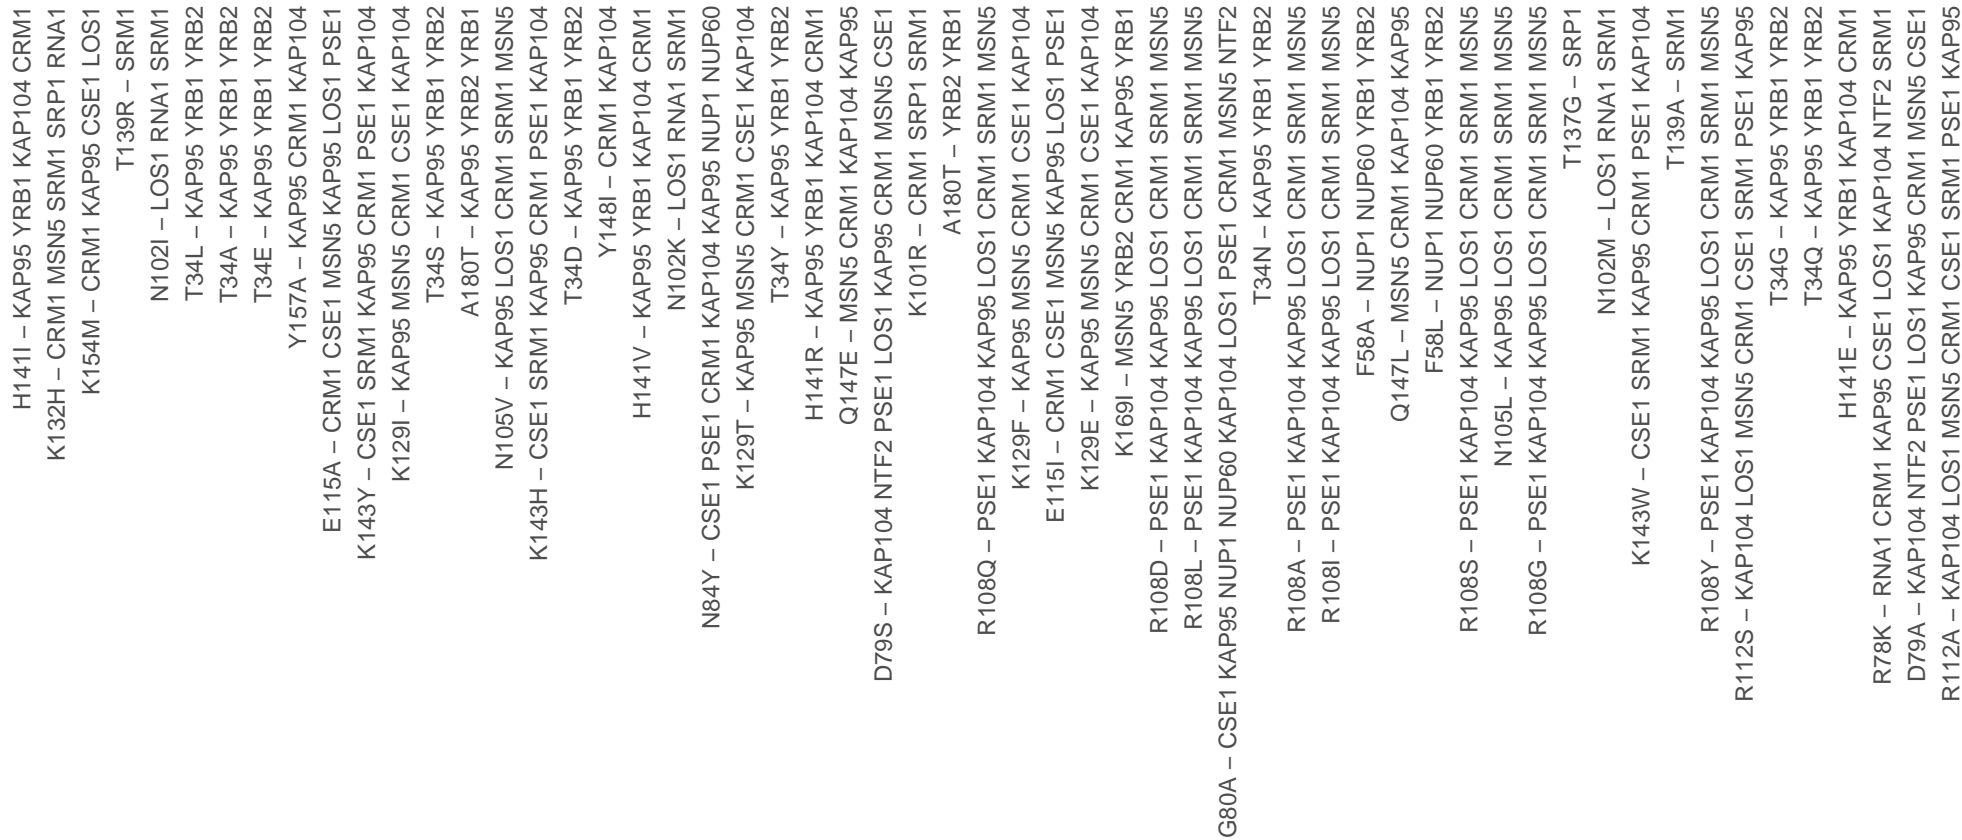 H141I – KAP95 YRB1 KAP104 CRM1
K132H – CRM1 MSN5 SRM1 SRP1 RNA1
K154M – CRM1 KAP95 CSE1 LOS1
T139R – SRM1
N102I – LOS1 RNA1 SRM1
T34L – KAP95 YRB1 YRB2
T34A – KAP95 YRB1 YRB2
T34E – KAP95 YRB1 YRB2
Y157A – KAP95 CRM1 KAP104
E115A – CRM1 CSE1 MSN5 KAP95 LOS1 PSE1
K143Y – CSE1 SRM1 KAP95 CRM1 PSE1 KAP104
K129I – KAP95 MSN5 CRM1 CSE1 KAP104
T34S – KAP95 YRB1 YRB2
A180T – KAP95 YRB2 YRB1
N105V – KAP95 LOS1 CRM1 SRM1 MSN5
K143H – CSE1 SRM1 KAP95 CRM1 PSE1 KAP104
T34D – KAP95 YRB1 YRB2
Y148I – CRM1 KAP104
H141V – KAP95 YRB1 KAP104 CRM1
N102K – LOS1 RNA1 SRM1
N84Y – CSE1 PSE1 CRM1 KAP104 KAP95 NUP1 NUP60
K129T – KAP95 MSN5 CRM1 CSE1 KAP104
T34Y – KAP95 YRB1 YRB2
H141R – KAP95 YRB1 KAP104 CRM1
Q147E – MSN5 CRM1 KAP104 KAP95
D79S – KAP104 NTF2 PSE1 LOS1 KAP95 CRM1 MSN5 CSE1
K101R – CRM1 SRP1 SRM1
A180T – YRB2 YRB1
R108Q – PSE1 KAP104 KAP95 LOS1 CRM1 SRM1 MSN5
K129F – KAP95 MSN5 CRM1 CSE1 KAP104
E115I – CRM1 CSE1 MSN5 KAP95 LOS1 PSE1
K129E – KAP95 MSN5 CRM1 CSE1 KAP104
K169I – MSN5 YRB2 CRM1 KAP95 YRB1
R108D – PSE1 KAP104 KAP95 LOS1 CRM1 SRM1 MSN5
R108L – PSE1 KAP104 KAP95 LOS1 CRM1 SRM1 MSN5
G80A – CSE1 KAP95 NUP1 NUP60 KAP104 LOS1 PSE1 CRM1 MSN5 NTF2
T34N – KAP95 YRB1 YRB2
R108A – PSE1 KAP104 KAP95 LOS1 CRM1 SRM1 MSN5
R108I – PSE1 KAP104 KAP95 LOS1 CRM1 SRM1 MSN5
F58A – NUP1 NUP60 YRB1 YRB2
Q147L – MSN5 CRM1 KAP104 KAP95
F58L – NUP1 NUP60 YRB1 YRB2
R108S – PSE1 KAP104 KAP95 LOS1 CRM1 SRM1 MSN5
N105L – KAP95 LOS1 CRM1 SRM1 MSN5
R108G – PSE1 KAP104 KAP95 LOS1 CRM1 SRM1 MSN5
T137G – SRP1
N102M – LOS1 RNA1 SRM1
K143W – CSE1 SRM1 KAP95 CRM1 PSE1 KAP104
T139A – SRM1
R108Y – PSE1 KAP104 KAP95 LOS1 CRM1 SRM1 MSN5
R112S – KAP104 LOS1 MSN5 CRM1 CSE1 SRM1 PSE1 KAP95
T34G – KAP95 YRB1 YRB2
T34Q – KAP95 YRB1 YRB2
H141E – KAP95 YRB1 KAP104 CRM1
R78K – RNA1 CRM1 KAP95 CSE1 LOS1 KAP104 NTF2 SRM1
D79A – KAP104 NTF2 PSE1 LOS1 KAP95 CRM1 MSN5 CSE1
R112A – KAP104 LOS1 MSN5 CRM1 CSE1 SRM1 PSE1 KAP95